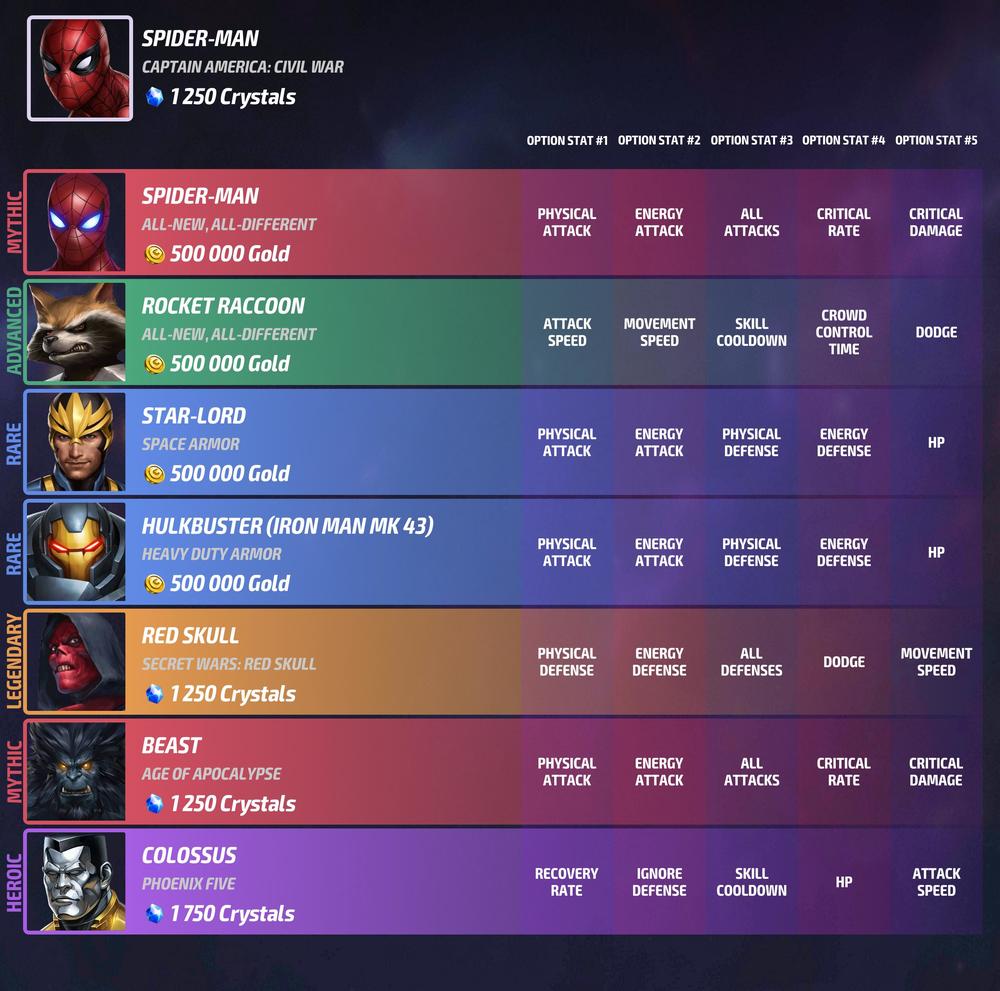 SPIDER-MAN
CAPTAIN AMERICA: CIVIL WAR
1 250 Crystals
OPTION STAT #1 OPTION STAT #2 OPTION STAT #3 OPTION STAT #4 OPTION STAT #5
MYTHIC
SPIDER-MAN
ALL-NEW, ALL-DIFFERENT
500 000 Gold
PHYSICAL ATTACK
ENERGY ATTACK
ALL ATTACKS
CRITICAL RATE
CRITICAL DAMAGE
ADVANCED
ROCKET RACCOON
ALL-NEW, ALL-DIFFERENT
500 000 Gold
ATTACK SPEED
MOVEMENT SPEED
SKILL COOLDOWN
CROWD CONTROL TIME
DODGE
RARE
STAR-LORD
SPACE ARMOR
500 000 Gold
PHYSICAL ATTACK
ENERGY ATTACK
PHYSICAL DEFENSE
ENERGY DEFENSE
HP
RARE
HULKBUSTER (IRON MAN MK 43)
HEAVY DUTY ARMOR
500 000 Gold
PHYSICAL ATTACK
ENERGY ATTACK
PHYSICAL DEFENSE
ENERGY DEFENSE
HP
LEGENDARY
RED SKULL
SECRET WARS: RED SKULL
1 250 Crystals
PHYSICAL DEFENSE
ENERGY DEFENSE
ALL DEFENSES
DODGE
MOVEMENT SPEED
MYTHIC
BEAST
AGE OF APOCALYPSE
1 250 Crystals
PHYSICAL ATTACK
ENERGY ATTACK
ALL ATTACKS
CRITICAL RATE
CRITICAL DAMAGE
HEROIC
COLOSSUS
PHOENIX FIVE
1 750 Crystals
RECOVERY RATE
IGNORE DEFENSE
SKILL COOLDOWN
HP
ATTACK SPEED